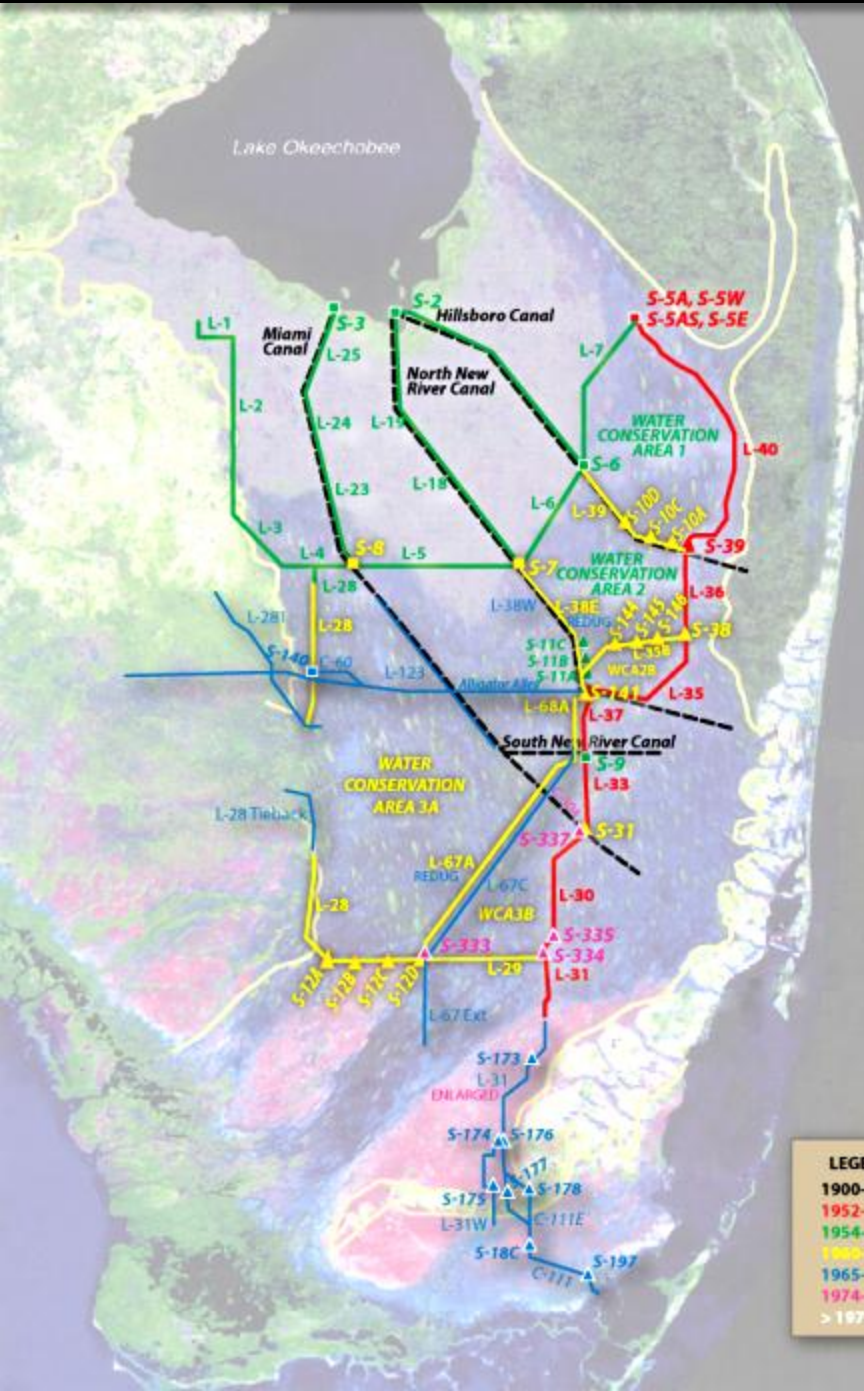 Lake Okeechobee
S-5A, S-5W
S-5AS, S-5E
S-2
S-3
Hillsboro Canal
L-1
Miami
Canal
L-25
L-7
North New
River Canal
L-2
L-24
L-19
WATER
CONSERVATION
AREA 1
L-40
S-6
L-18
L-23
L-6
L-39
S-10D
S-10C
S-10A
L-3
S-39
L-4
S-8
L-5
S-7
WATER
CONSERVATION
AREA 2
L-28
L-36
L-38W
L-38E
REDUG
L-28I
L-28
S-144
S-145
S-146
S-38
S-11C
S-11B
S-11A
L-35B
WCA2B
S-140
C-60
L-123
Alligator Alley
S-141
L-35
L-68A
L-37
South New River Canal
S-9
WATER
CONSERVATION
AREA 3A
L-33
L-28 Tieback
S-337
S-31
L-67A
REDUG
L-67C
L-30
L-28
WCA3B
S-335
S-333
S-334
L-29
L-31
S-12A
S-12B
S-12C
S-12D
L-67 Ext
S-173
L-31
ENLARGED
S-174
S-176
S-177
S-175
S-178
L-31W
C-111E
S-18C
S-197
C-111
LEGE
1900-
1952-
1954-
1960-
1965-
1974-
> 197